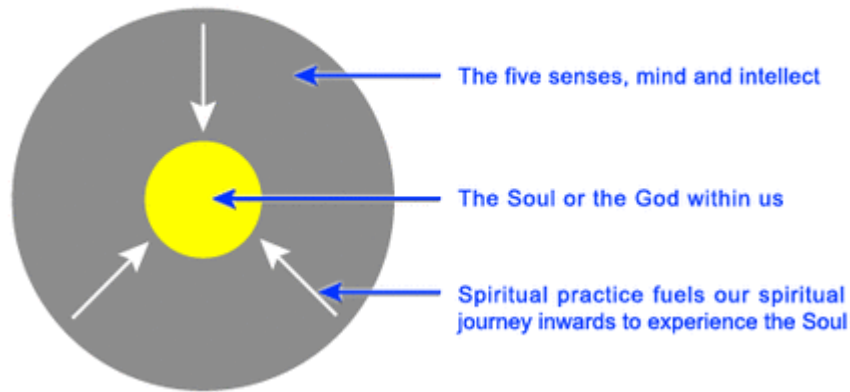 The five senses, mind and intellect
The Soul or the God within us
Spiritual practice fuels our spiritual
journey inwards to experience the Soul